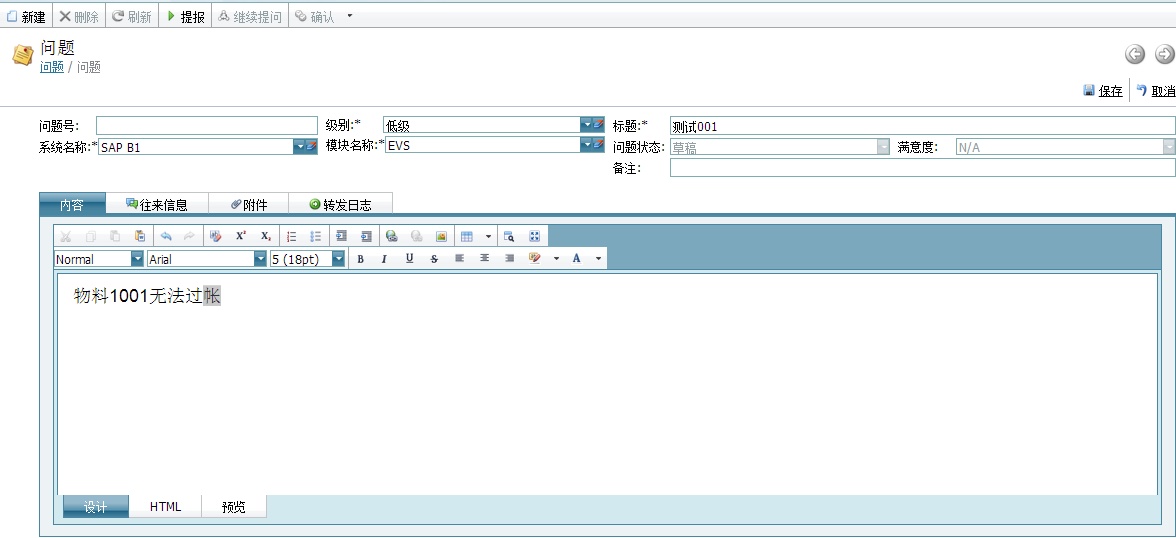 新建 删除 刷新 提报 继续提问 确认
问题
问题 / 问题
保存 取消
问题号: 级别:* 低级 标题:* 测试001
系统名称:* SAP B1 模块名称:* EVS 问题状态: 草稿 满意度: N/A
备注:
内容 往来信息 附件 转发日志
Normal Arial 5 (18pt) B I U S A
物料1001无法过帐
设计 HTML 预览